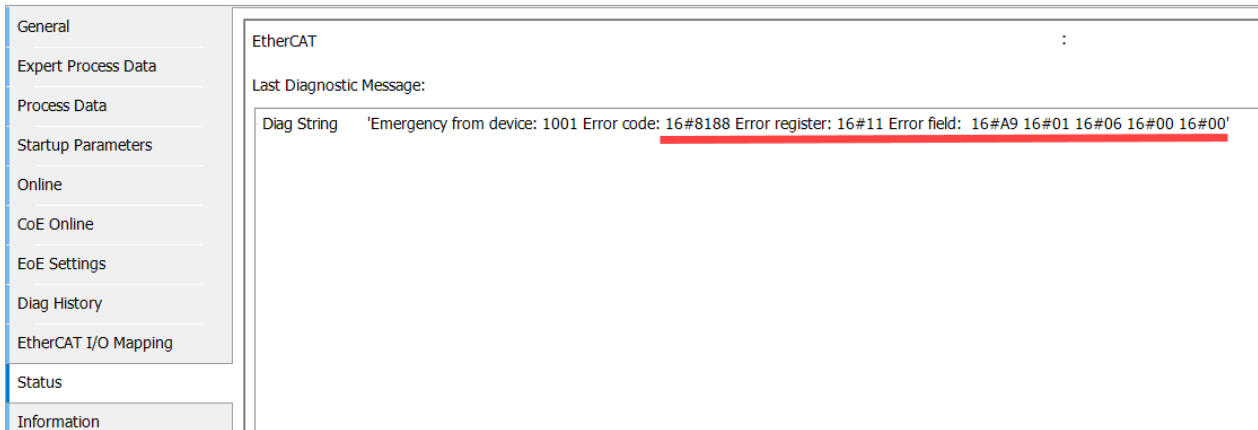 General
Expert Process Data
Process Data
Startup Parameters
Online
CoE Online
EoE Settings
Diag History
EtherCAT I/O Mapping
Status
Information
EtherCAT :
Last Diagnostic Message:
Diag String 'Emergency from device: 1001 Error code: 16#8188 Error register: 16#11 Error field:  16#A9 16#01 16#06 16#00 16#00'